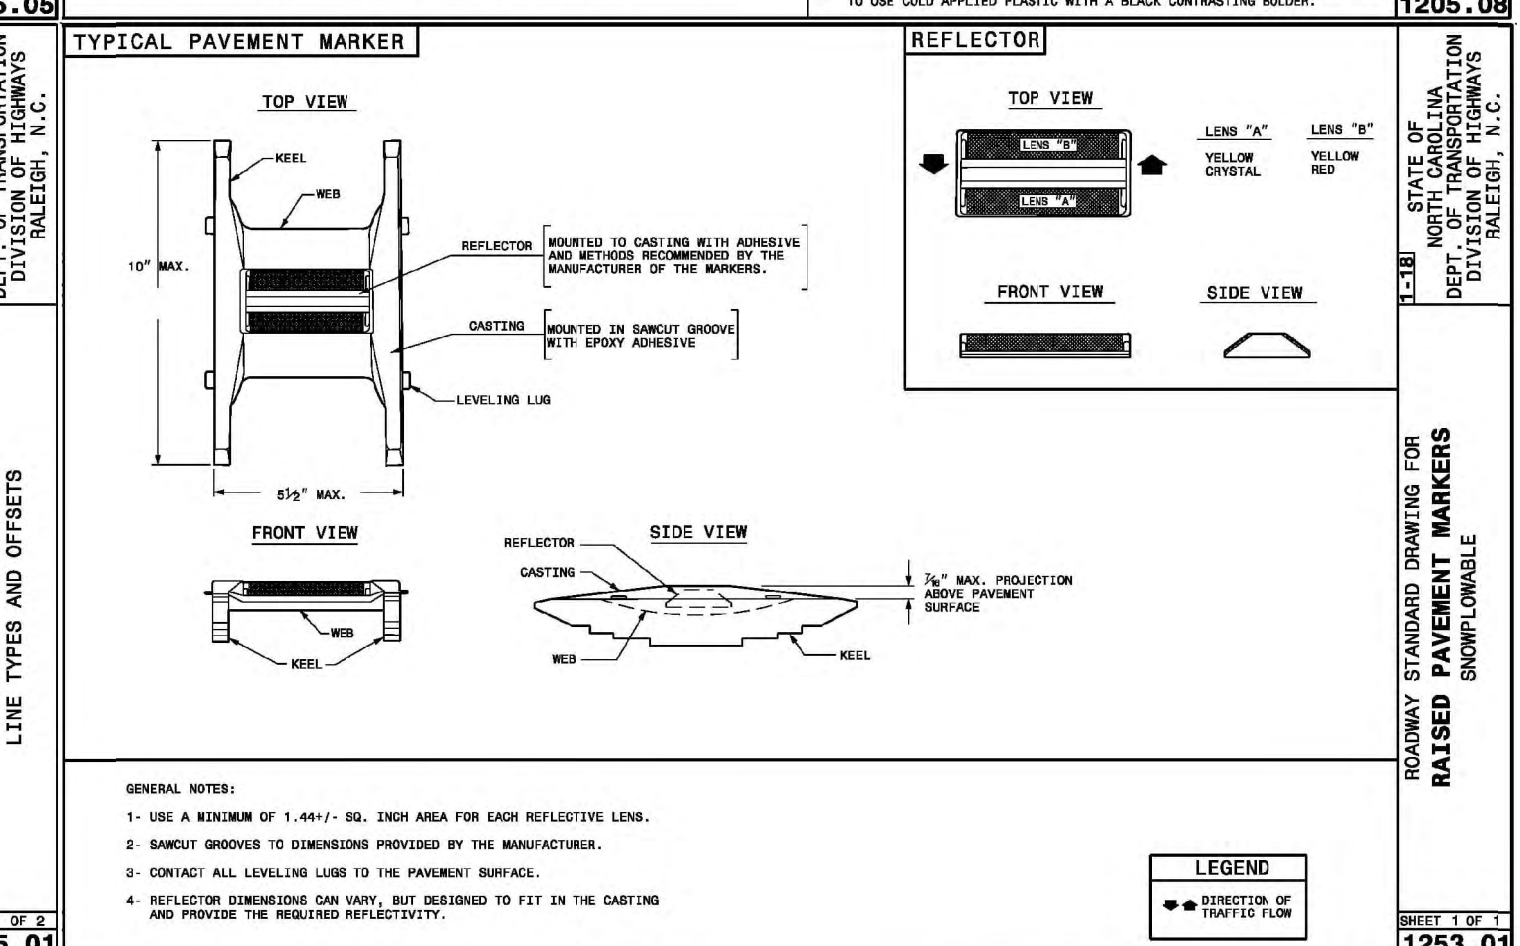 5.05
DEPT. OF TRANSPORTATION
DIVISION OF HIGHWAYS
RALEIGH, N.C.
LINE TYPES AND OFFSETS
OF 2
5.01
TO USE COLD APPLIED PLASTIC WITH A BLACK CONTRASTING BOLDER.
1205.08
TYPICAL PAVEMENT MARKER
TOP VIEW
KEEL
WEB
10" MAX.
REFLECTOR
MOUNTED TO CASTING WITH ADHESIVE
AND METHODS RECOMMENDED BY THE
MANUFACTURER OF THE MARKERS.
CASTING
MOUNTED IN SAWCUT GROOVE
WITH EPOXY ADHESIVE
LEVELING LUG
5½" MAX.
FRONT VIEW
WEB
KEEL
SIDE VIEW
REFLECTOR
CASTING
7⁄16" MAX. PROJECTION
ABOVE PAVEMENT
SURFACE
WEB
KEEL
REFLECTOR
TOP VIEW
LENS "B"
LENS "A"
LENS "A"
YELLOW
CRYSTAL
LENS "B"
YELLOW
RED
FRONT VIEW
SIDE VIEW
GENERAL NOTES:
1- USE A MINIMUM OF 1.44+/- SQ. INCH AREA FOR EACH REFLECTIVE LENS.
2- SAWCUT GROOVES TO DIMENSIONS PROVIDED BY THE MANUFACTURER.
3- CONTACT ALL LEVELING LUGS TO THE PAVEMENT SURFACE.
4- REFLECTOR DIMENSIONS CAN VARY, BUT DESIGNED TO FIT IN THE CASTING
AND PROVIDE THE REQUIRED REFLECTIVITY.
LEGEND
DIRECTION OF
TRAFFIC FLOW
1-18
STATE OF
NORTH CAROLINA
DEPT. OF TRANSPORTATION
DIVISION OF HIGHWAYS
RALEIGH, N.C.
ROADWAY STANDARD DRAWING FOR
RAISED PAVEMENT MARKERS
SNOWPLOWABLE
SHEET 1 OF 1
1253.01